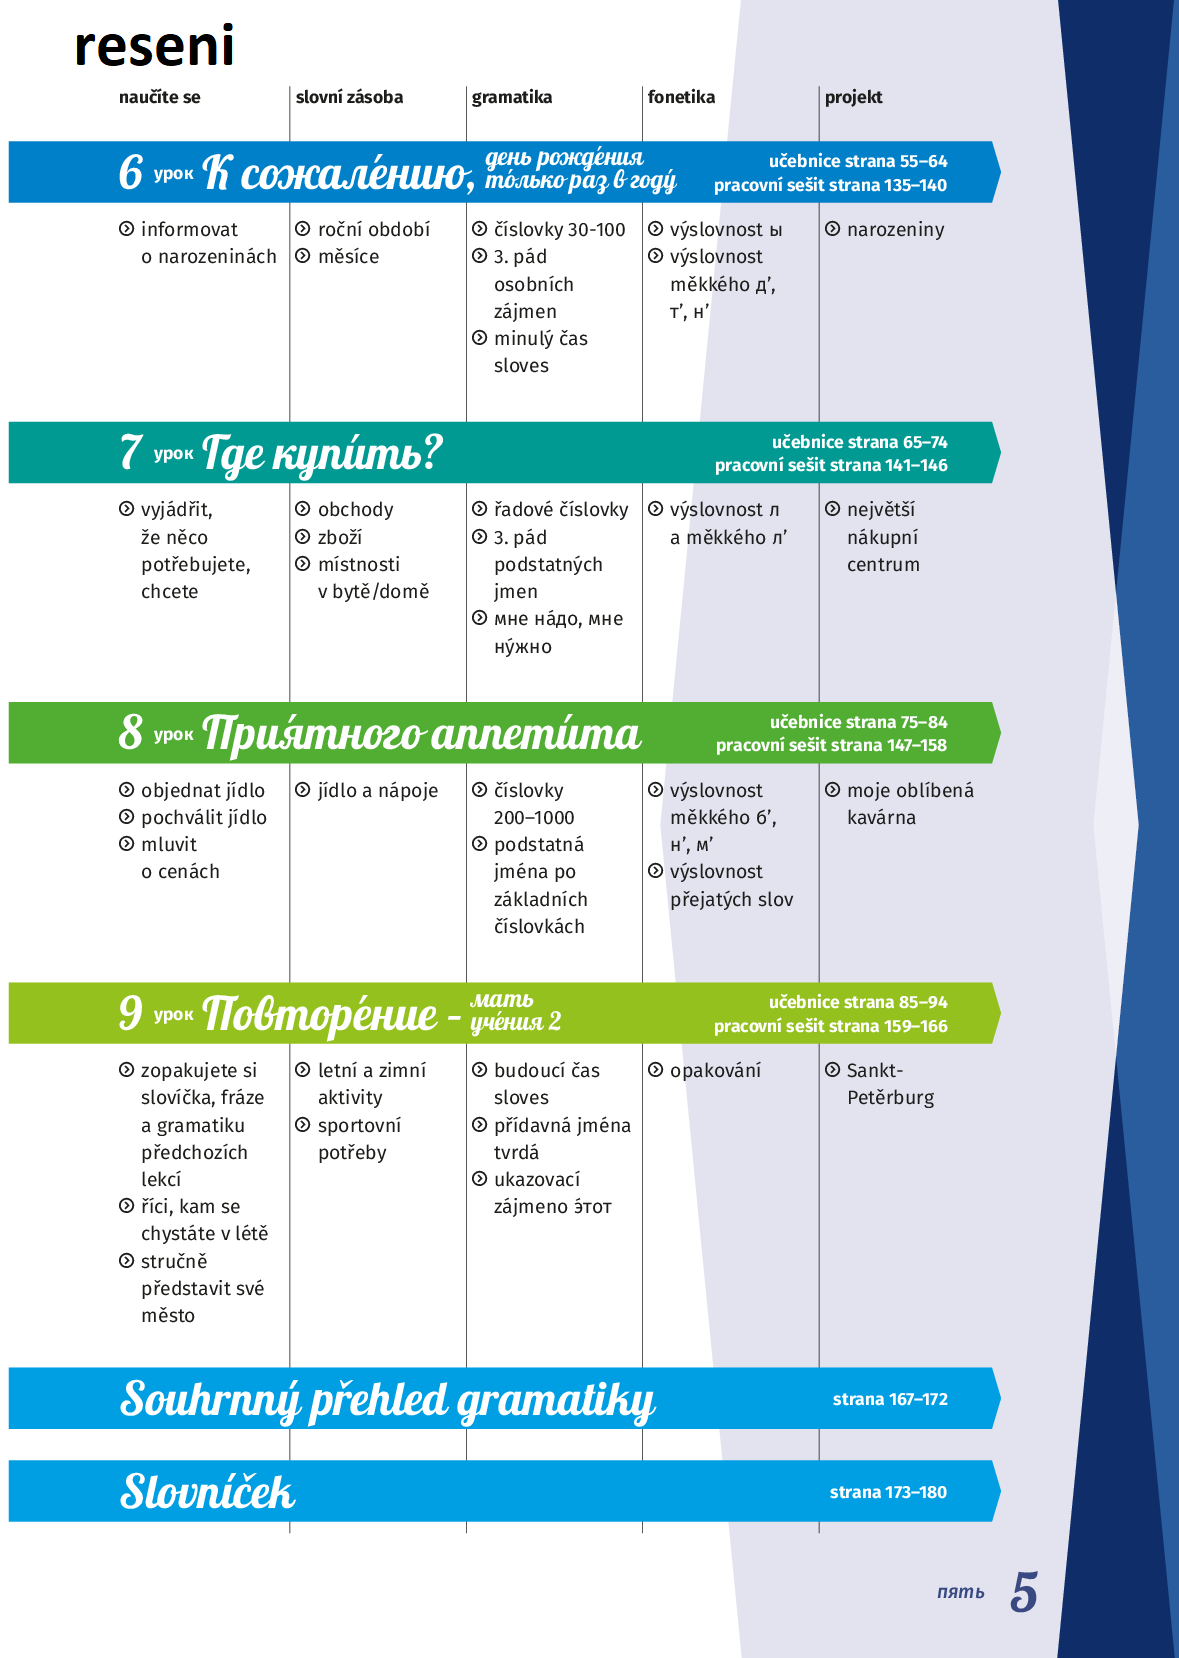 reseni
naučíte se
slovní zásoba
gramatika
fonetika
projekt
6 урок К сожале́нию, день рожде́ния
то́лько раз в году́
učebnice strana 55–64
pracovní sešit strana 135–140
informovat
o narozeninách
roční období
měsíce
číslovky 30-100
3. pád
osobních
zájmen
minulý čas
sloves
výslovnost ы
výslovnost
měkkého д’,
т’, н’
narozeniny
7 урок Где купи́ть?
učebnice strana 65–74
pracovní sešit strana 141–146
vyjádřit,
že něco
potřebujete,
chcete
obchody
zboží
místnosti
v bytě/domě
řadové číslovky
3. pád
podstatných
jmen
мне на́до, мне
ну́жно
výslovnost л
a měkkého л’
největší
nákupní
centrum
8 урок Прия́тного аппети́та
učebnice strana 75–84
pracovní sešit strana 147–158
objednat jídlo
pochválit jídlo
mluvit
o cenách
jídlo a nápoje
číslovky
200–1000
podstatná
jména po
základních
číslovkách
výslovnost
měkkého б’,
н’, м’
výslovnost
přejatých slov
moje oblíbená
kavárna
9 урок Повторе́ние – мать
уче́ния 2
učebnice strana 85–94
pracovní sešit strana 159–166
zopakujete si
slovíčka, fráze
a gramatiku
předchozích
lekcí
říci, kam se
chystáte v létě
stručně
představit své
město
letní a zimní
aktivity
sportovní
potřeby
budoucí čas
sloves
přídavná jména
tvrdá
ukazovací
zájmeno э́тот
opakování
Sankt-
Petěrburg
Souhrnný přehled gramatiky
strana 167–172
Slovníček
strana 173–180
пять 5